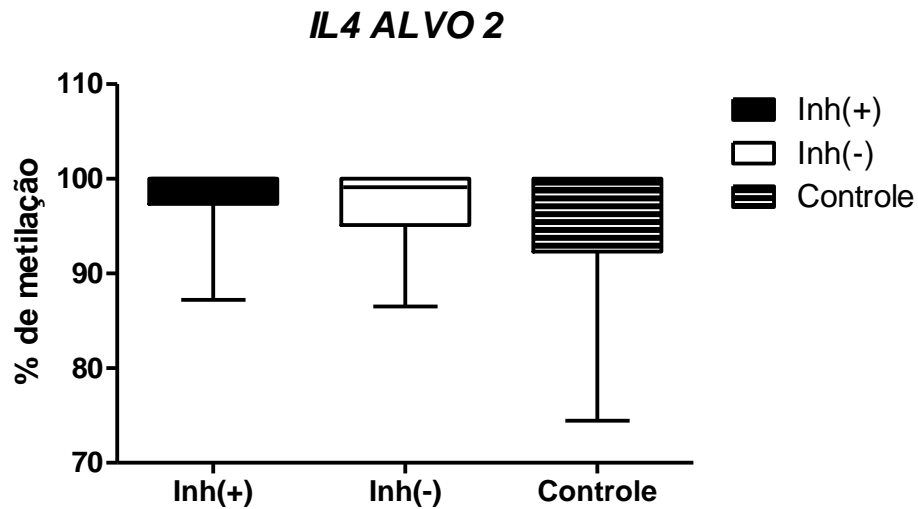 IL4 ALVO 2
% de metilação
110
100
90
80
70
Inh(+)
Inh(-)
Controle
Inh(+)
Inh(-)
Controle